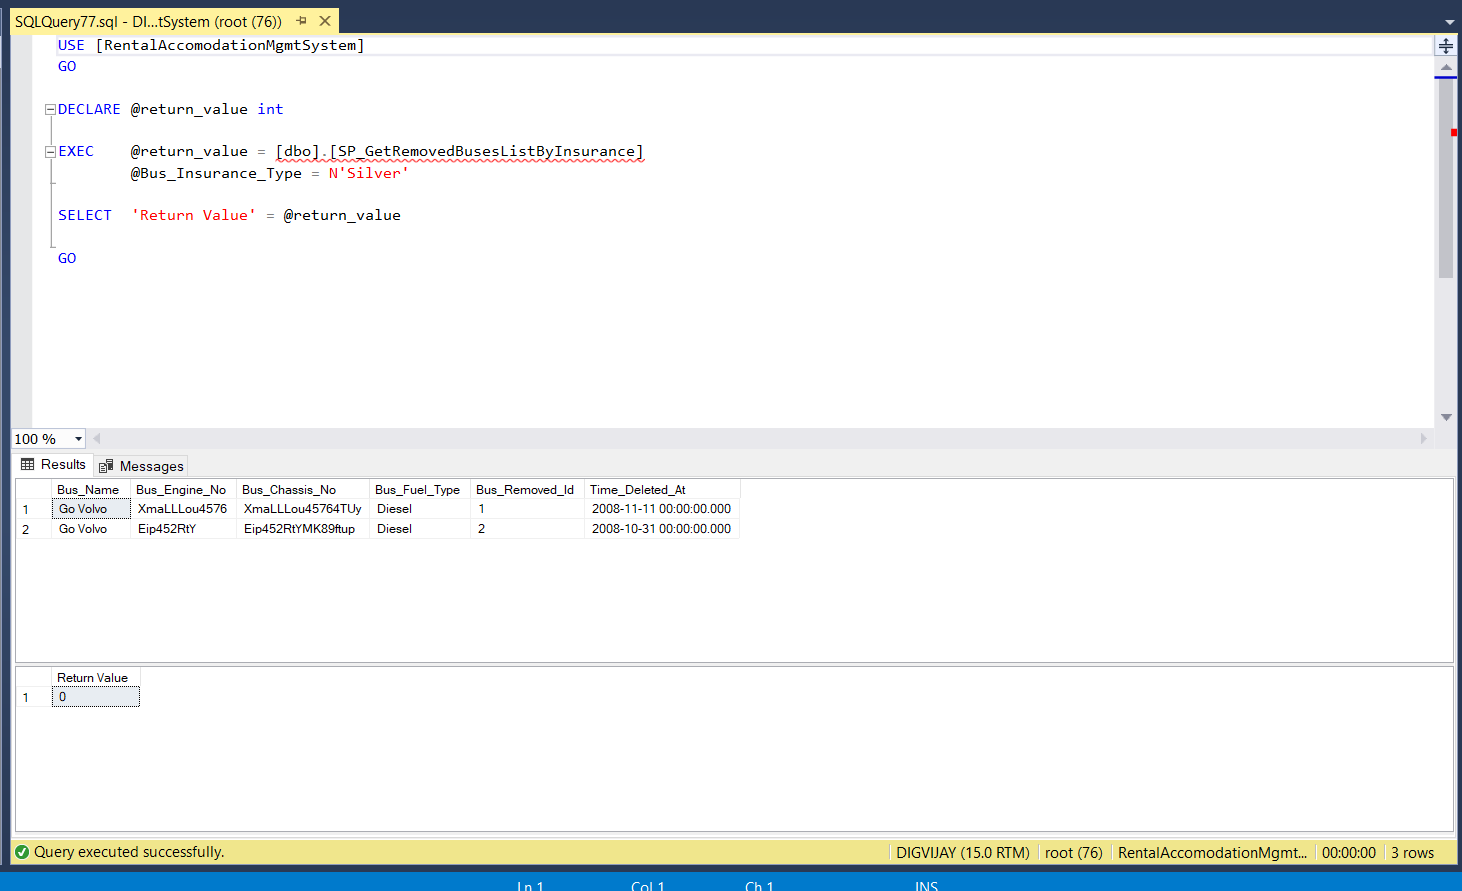 SQLQuery77.sql - DI...tSystem (root (76))
USE [RentalAccomodationMgmtSystem]
GO
DECLARE @return_value int
EXEC @return_value = [dbo].[SP_GetRemovedBusesListByInsurance]
@Bus_Insurance_Type = N'Silver'
SELECT 'Return Value' = @return_value
GO
100 %
Results Messages
Bus_Name Bus_Engine_No Bus_Chassis_No Bus_Fuel_Type Bus_Removed_Id Time_Deleted_At
1 Go Volvo XmaLLLou4576 XmaLLLou45764TUy Diesel 1 2008-11-11 00:00:00.000
2 Go Volvo Eip452RtY Eip452RtYMK89ftup Diesel 2 2008-10-31 00:00:00.000
Return Value
1 0
Query executed successfully. DIGVIJAY (15.0 RTM) root (76) RentalAccomodationMgmt... 00:00:00 3 rows
Ln 1 Col 1 Ch 1 INS